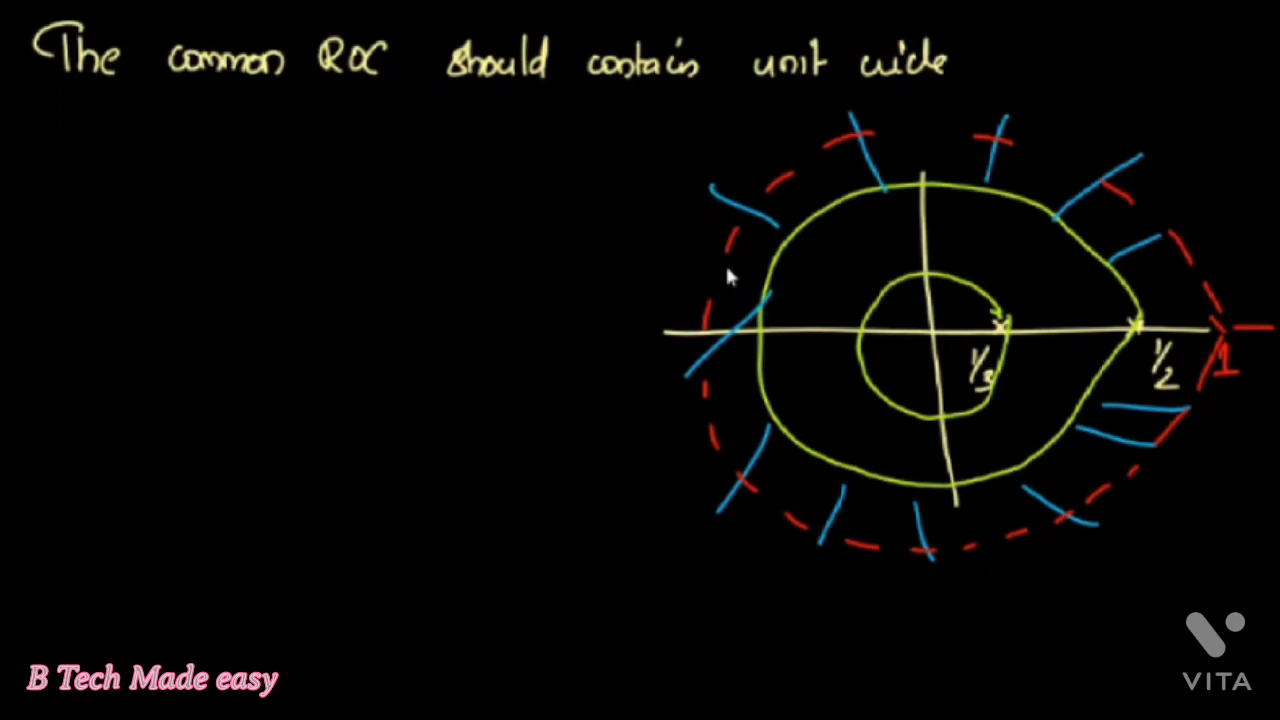 The common ROC should contain unit circle
1/3
1/2
1
B Tech Made easy
VITA